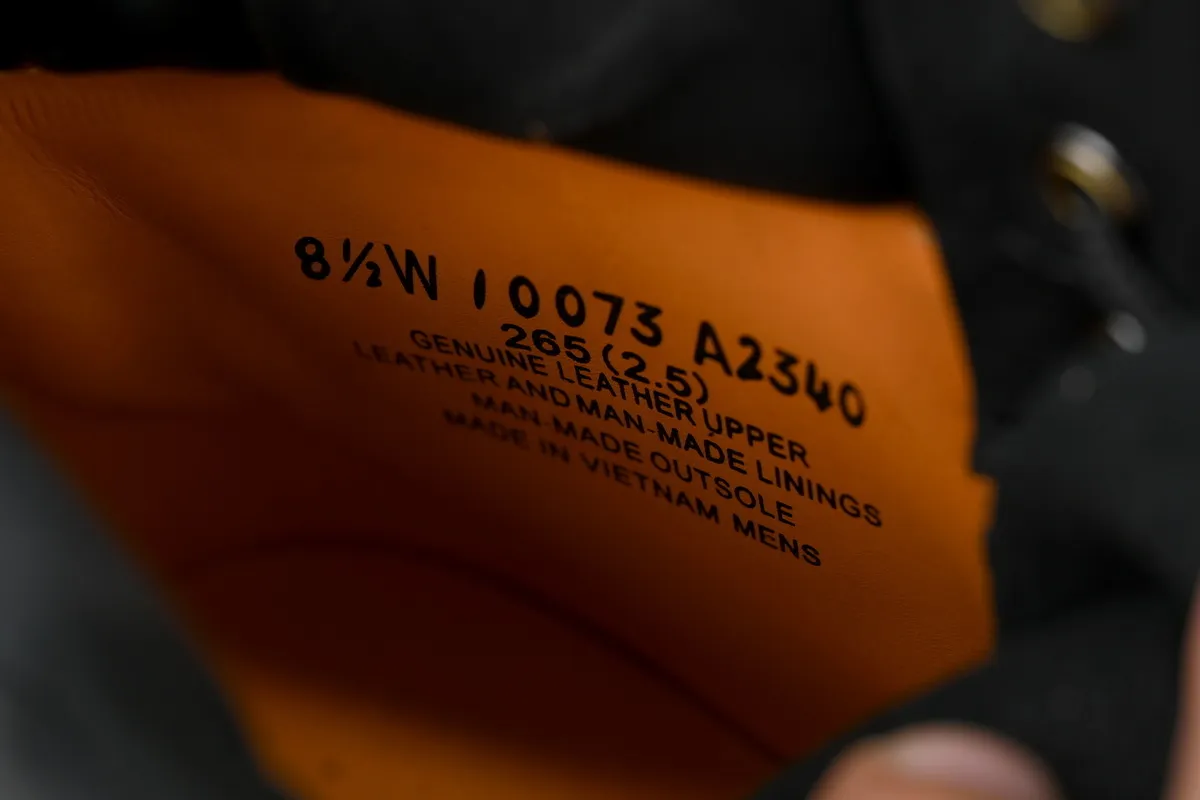 8½W 10073 A2340
265 (2.5)
GENUINE LEATHER UPPER
LEATHER AND MAN-MADE LININGS
MAN-MADE OUTSOLE
MADE IN VIETNAM MENS